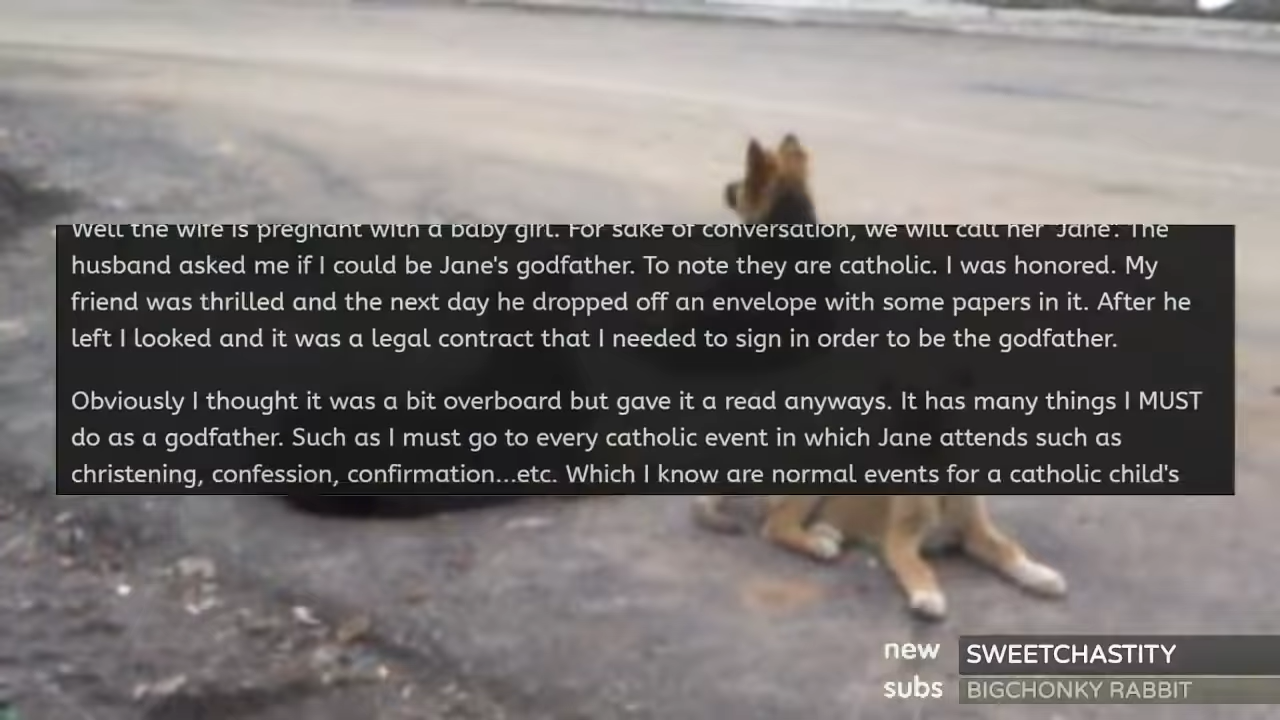 Well the wife is pregnant with a baby girl. For sake of conversation, we will call her "Jane". The
husband asked me if I could be Jane's godfather. To note they are catholic. I was honored. My
friend was thrilled and the next day he dropped off an envelope with some papers in it. After he
left I looked and it was a legal contract that I needed to sign in order to be the godfather.
Obviously I thought it was a bit overboard but gave it a read anyways. It has many things I MUST
do as a godfather. Such as I must go to every catholic event in which Jane attends such as
christening, confession, confirmation...etc. Which I know are normal events for a catholic child's
new SWEETCHASTITY
subs BIGCHONKY RABBIT